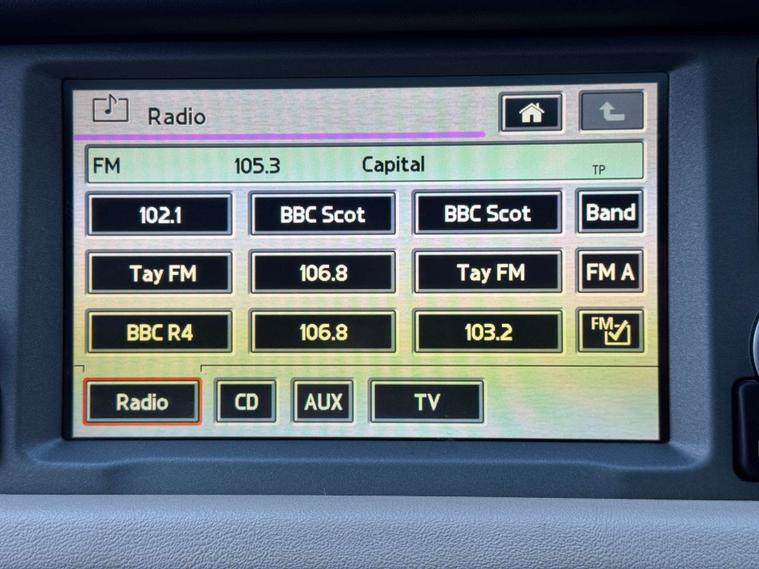 Radio
FM 105.3 Capital TP
102.1 BBC Scot BBC Scot Band
Tay FM 106.8 Tay FM FM A
BBC R4 106.8 103.2 FM
Radio CD AUX TV